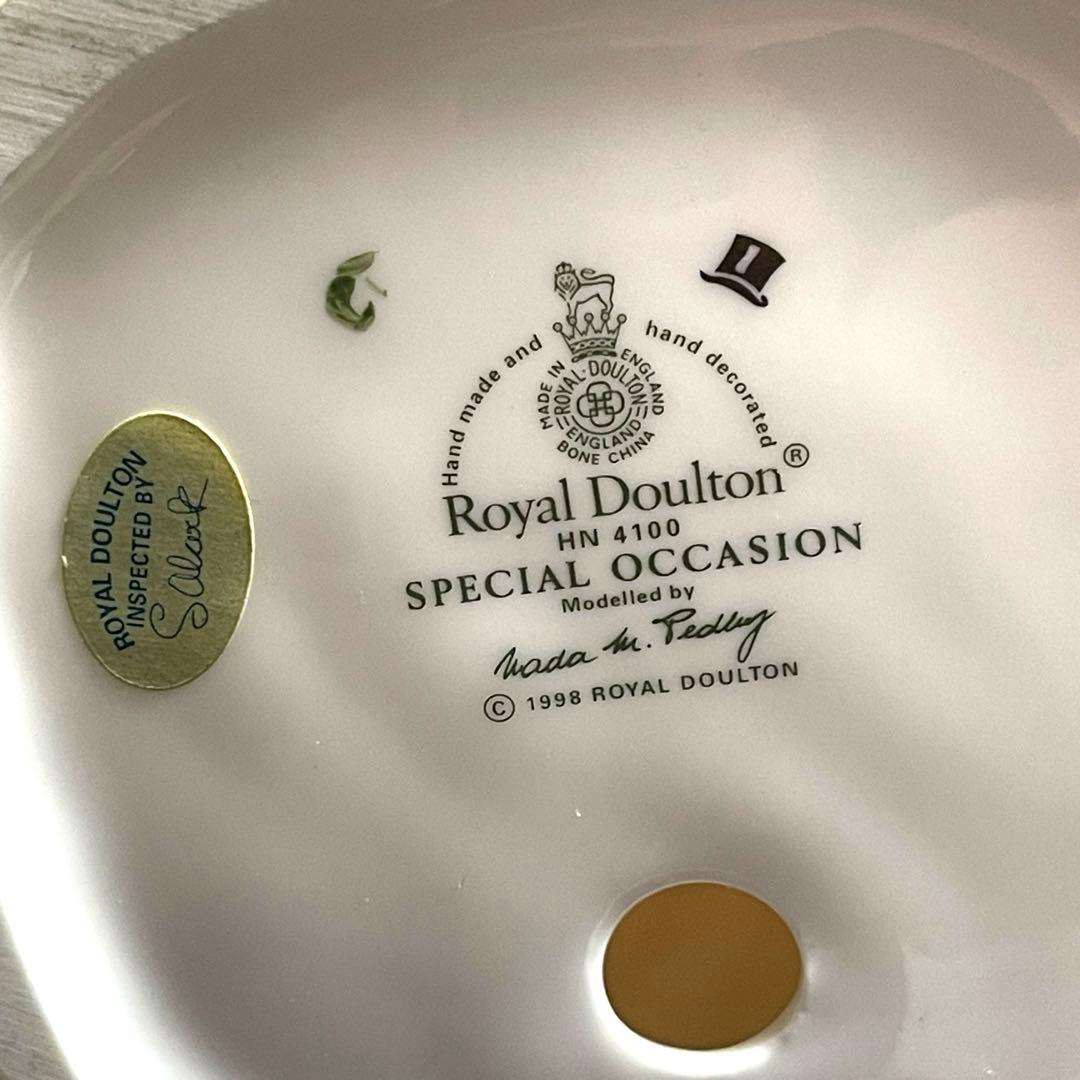 1
Hand made and hand decorated
MADE IN ENGLAND
ROYAL·DOULTON
ENGLAND
BONE CHINA
Royal Doulton®
HN 4100
SPECIAL OCCASION
Modelled by
Nada M. Pedley
© 1998 ROYAL DOULTON
ROYAL DOULTON
INSPECTED BY